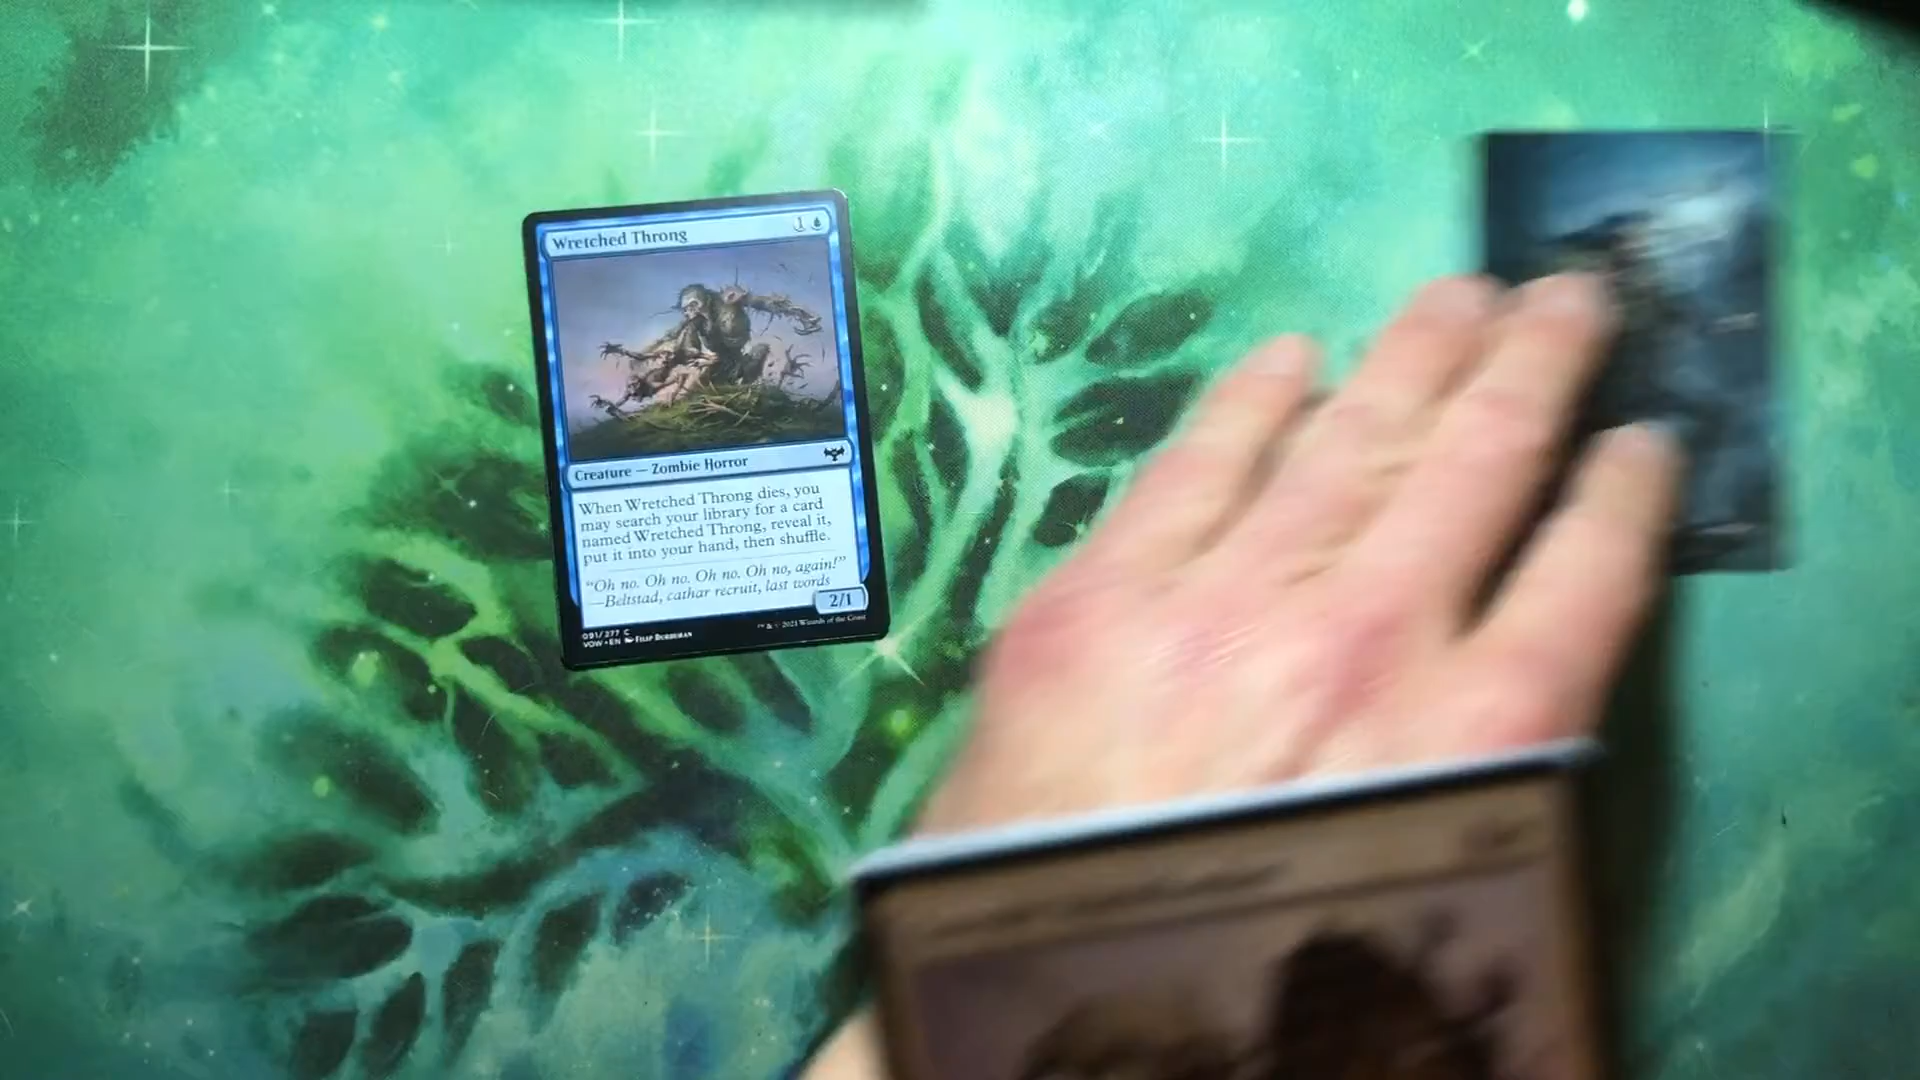 Wretched Throng 1
Creature — Zombie Horror
When Wretched Throng dies, you
may search your library for a card
named Wretched Throng, reveal it,
put it into your hand, then shuffle.
"Oh no. Oh no. Oh no. Oh no, again!"
—Beltstad, cathar recruit, last words
2/1
091/277 C
VOW • EN
™ & © 2021 Wizards of the Coast